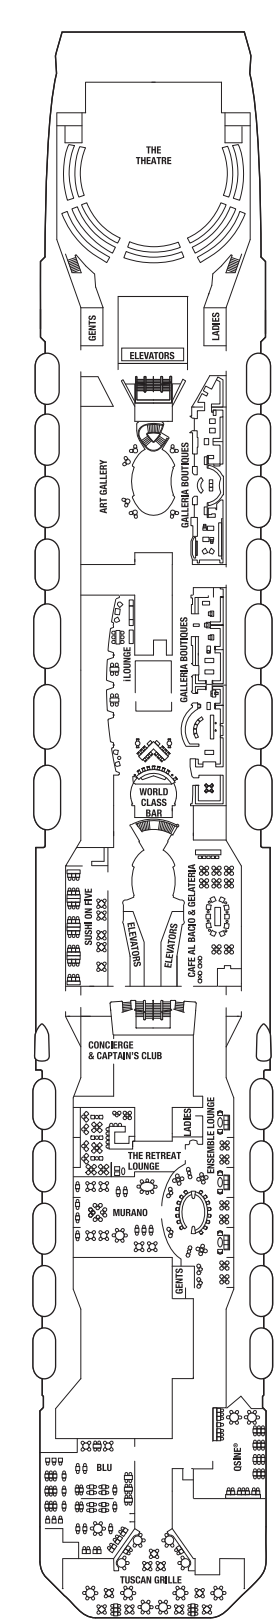 THE
THEATRE
GENTS
LADIES
ELEVATORS
ART GALLERY
GALLERIA BOUTIQUES
ILOUNGE
GALLERIA BOUTIQUES
WORLD
CLASS
BAR
SUSHI ON FIVE
ELEVATORS
ELEVATORS
CAFE AL BACIO & GELATERIA
CONCIERGE
& CAPTAIN'S CLUB
LADIES
ENSEMBLE LOUNGE
THE RETREAT
LOUNGE
MURANO
GENTS
BLU
QSINE®
TUSCAN GRILLE